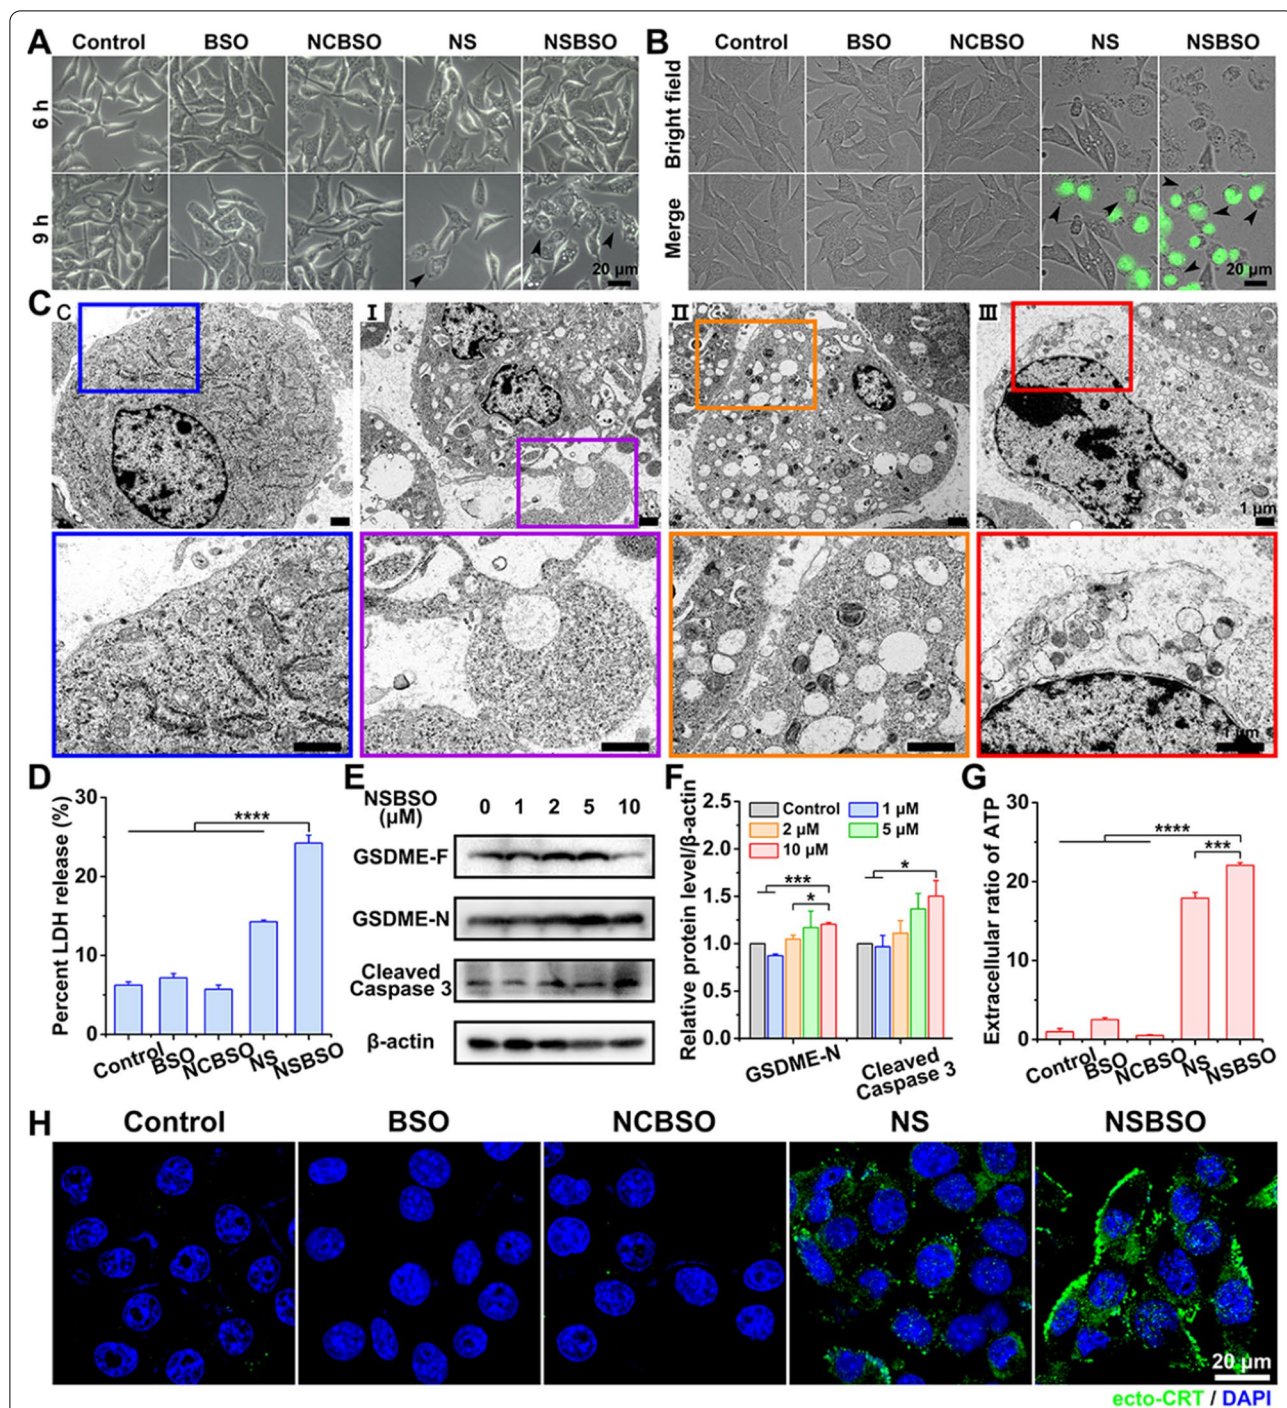 A Control BSO NCBSO NS NSBSO
6 h
9 h
20 μm
B Control BSO NCBSO NS NSBSO
Bright field
Merge
20 μm
C C I II III
1 μm
1 μm
D
Percent LDH release (%)
30
20
10
0
****
Control BSO NCBSO NS NSBSO
E NSBSO (μM) 0 1 2 5 10
GSDME-F
GSDME-N
Cleaved
Caspase 3
β-actin
F
Relative protein level/β-actin
2.5
2.0
1.5
1.0
0.5
0.0
Control 1 μM
2 μM 5 μM
10 μM
***
*
*
GSDME-N Cleaved
Caspase 3
G
Extracellular ratio of ATP
30
20
10
0
****
***
Control BSO NCBSO NS NSBSO
H Control BSO NCBSO NS NSBSO
20 μm
ecto-CRT / DAPI